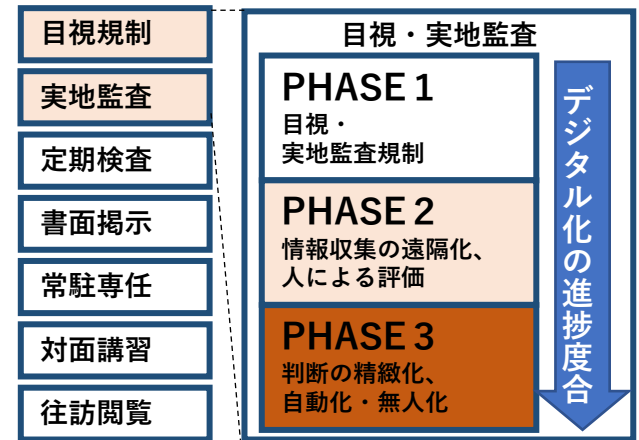 目視規制
実地監査
定期検査
書面掲示
常駐専任
対面講習
往訪閲覧
目視・実地監査
PHASE 1
目視・
実地監査規制
PHASE 2
情報収集の遠隔化、
人による評価
PHASE 3
判断の精緻化、
自動化・無人化
デジタル化の進捗度合